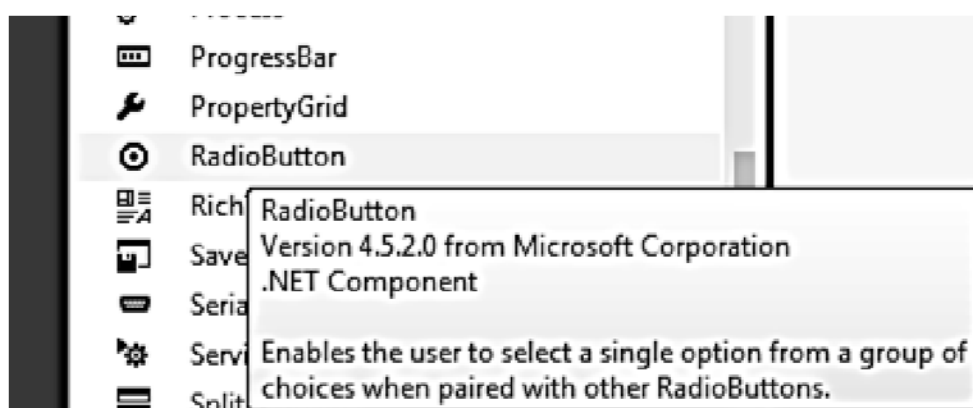 ProgressBar
PropertyGrid
RadioButton
Rich
RadioButton
Save
Version 4.5.2.0 from Microsoft Corporation
.NET Component
Seria
Servi
Enables the user to select a single option from a group of
choices when paired with other RadioButtons.
Split